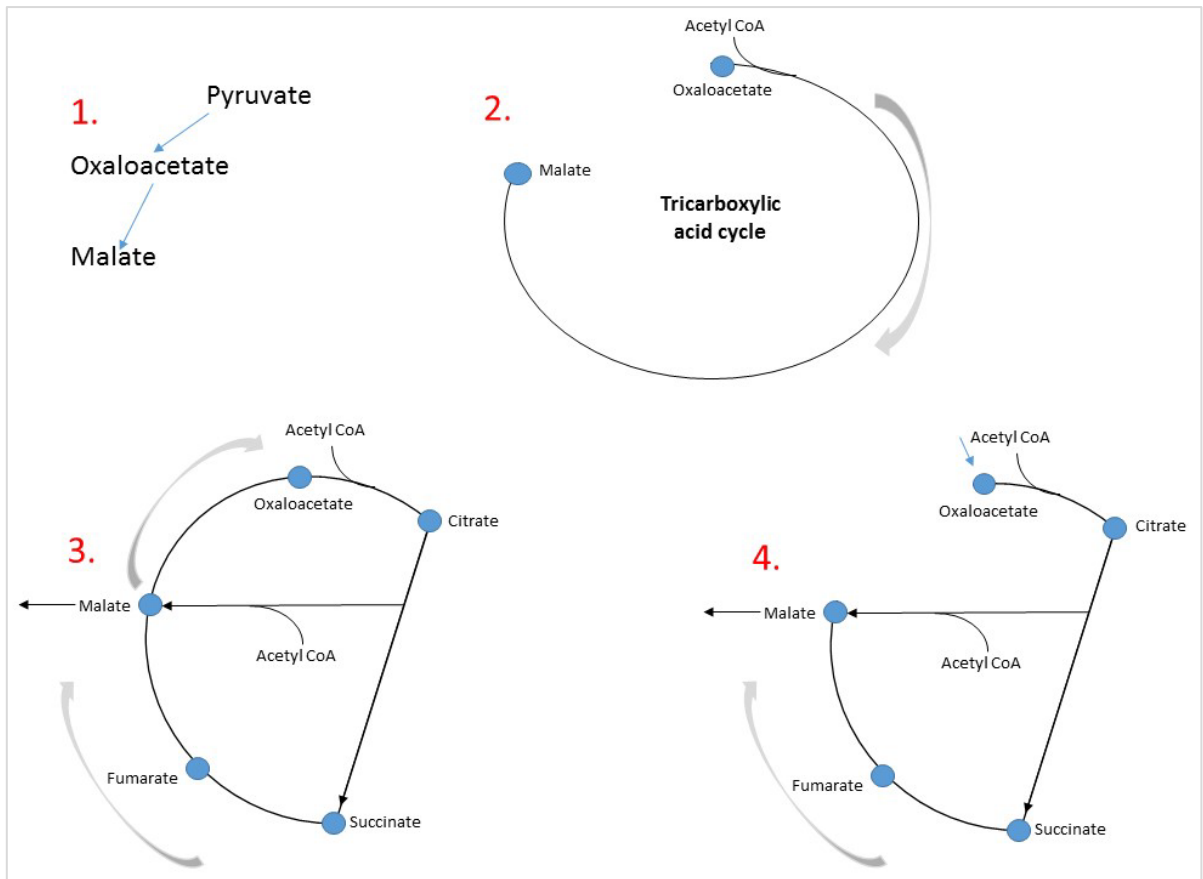 1.
Pyruvate
Oxaloacetate
Malate
2.
Acetyl CoA
Oxaloacetate
Malate
Tricarboxylic
acid cycle
3.
Acetyl CoA
Oxaloacetate
Citrate
Malate
Acetyl CoA
Fumarate
Succinate
4.
Acetyl CoA
Oxaloacetate
Citrate
Malate
Acetyl CoA
Fumarate
Succinate